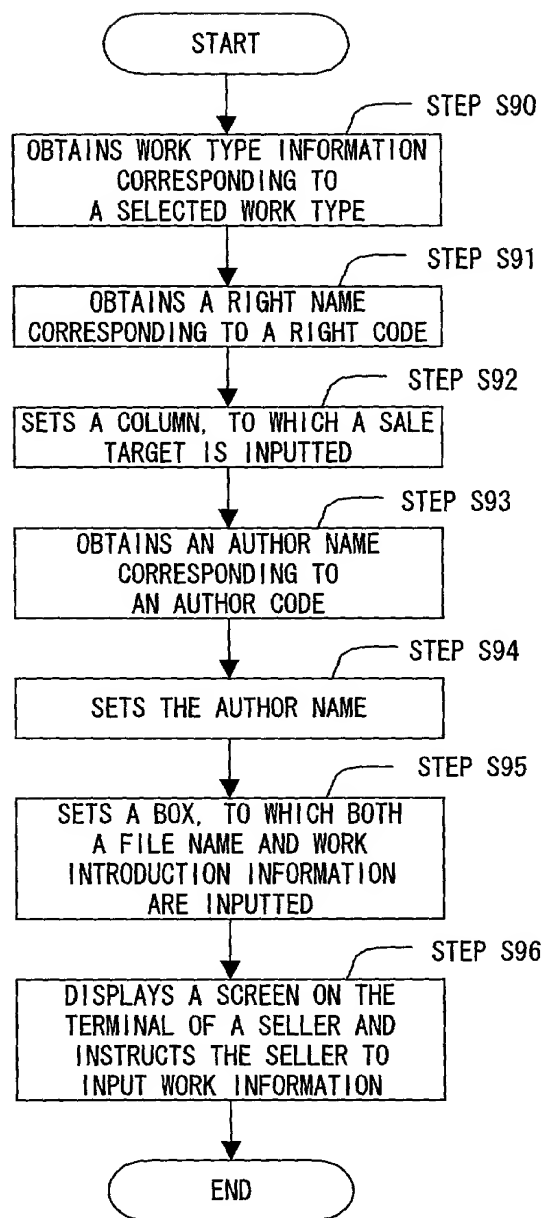 START
STEP S90
OBTAINS WORK TYPE INFORMATION
CORRESPONDING TO
A SELECTED WORK TYPE
STEP S91
OBTAINS A RIGHT NAME
CORRESPONDING TO A RIGHT CODE
STEP S92
SETS A COLUMN, TO WHICH A SALE
TARGET IS INPUTTED
STEP S93
OBTAINS AN AUTHOR NAME
CORRESPONDING TO
AN AUTHOR CODE
STEP S94
SETS THE AUTHOR NAME
STEP S95
SETS A BOX, TO WHICH BOTH
A FILE NAME AND WORK
INTRODUCTION INFORMATION
ARE INPUTTED
STEP S96
DISPLAYS A SCREEN ON THE
TERMINAL OF A SELLER AND
INSTRUCTS THE SELLER TO
INPUT WORK INFORMATION
END